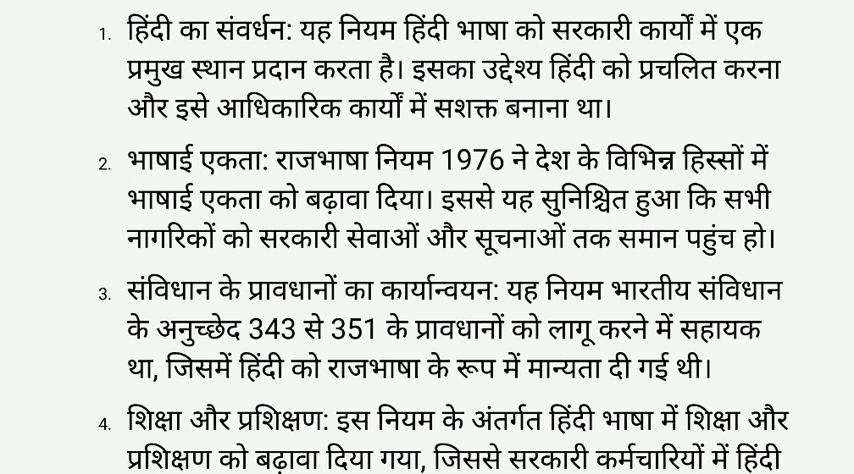 1. हिंदी का संवर्धन: यह नियम हिंदी भाषा को सरकारी कार्यों में एक
प्रमुख स्थान प्रदान करता है। इसका उद्देश्य हिंदी को प्रचलित करना
और इसे आधिकारिक कार्यों में सशक्त बनाना था।
2. भाषाई एकता: राजभाषा नियम 1976 ने देश के विभिन्न हिस्सों में
भाषाई एकता को बढ़ावा दिया। इससे यह सुनिश्चित हुआ कि सभी
नागरिकों को सरकारी सेवाओं और सूचनाओं तक समान पहुंच हो।
3. संविधान के प्रावधानों का कार्यान्वयन: यह नियम भारतीय संविधान
के अनुच्छेद 343 से 351 के प्रावधानों को लागू करने में सहायक
था, जिसमें हिंदी को राजभाषा के रूप में मान्यता दी गई थी।
4. शिक्षा और प्रशिक्षण: इस नियम के अंतर्गत हिंदी भाषा में शिक्षा और
प्रशिक्षण को बढ़ावा दिया गया, जिससे सरकारी कर्मचारियों में हिंदी